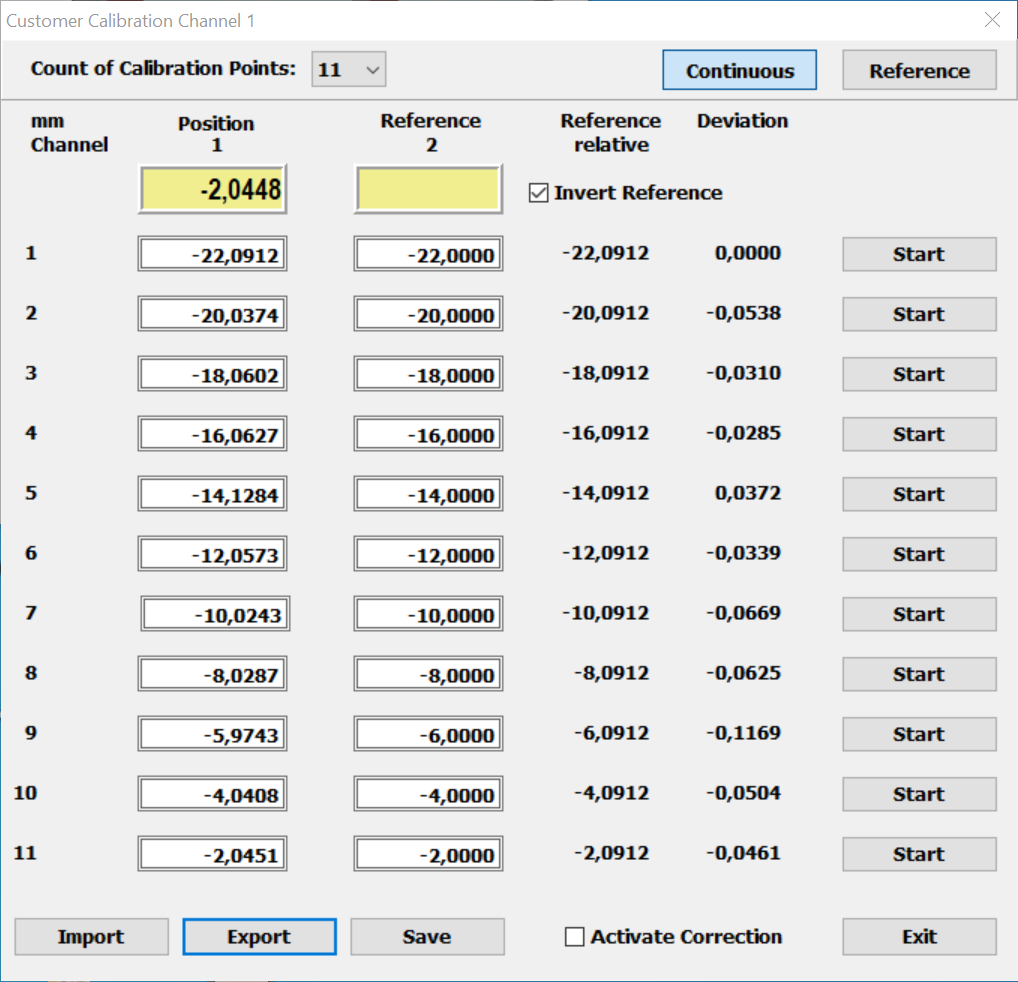 Customer Calibration Channel 1
Count of Calibration Points: 11 Continuous Reference
mm Position Reference Reference Deviation
Channel 1 2 relative
-2,0448 Invert Reference
1 -22,0912 -22,0000 -22,0912 0,0000 Start
2 -20,0374 -20,0000 -20,0912 -0,0538 Start
3 -18,0602 -18,0000 -18,0912 -0,0310 Start
4 -16,0627 -16,0000 -16,0912 -0,0285 Start
5 -14,1284 -14,0000 -14,0912 0,0372 Start
6 -12,0573 -12,0000 -12,0912 -0,0339 Start
7 -10,0243 -10,0000 -10,0912 -0,0669 Start
8 -8,0287 -8,0000 -8,0912 -0,0625 Start
9 -5,9743 -6,0000 -6,0912 -0,1169 Start
10 -4,0408 -4,0000 -4,0912 -0,0504 Start
11 -2,0451 -2,0000 -2,0912 -0,0461 Start
Import Export Save Activate Correction Exit